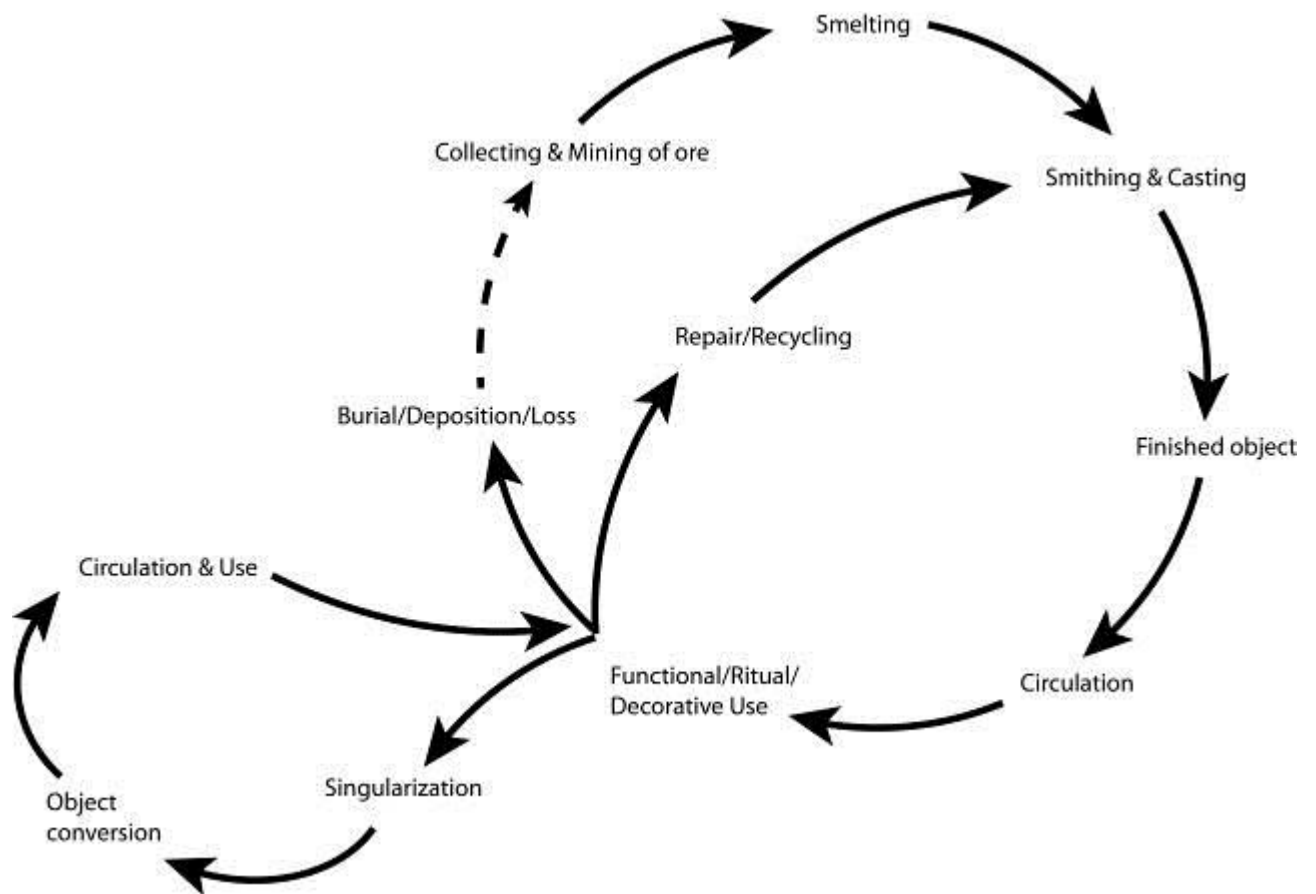 Smelting
Collecting & Mining of ore
Smithing & Casting
Repair/Recycling
Burial/Deposition/Loss
Finished object
Circulation & Use
Functional/Ritual/
Decorative Use
Circulation
Singularization
Object
conversion